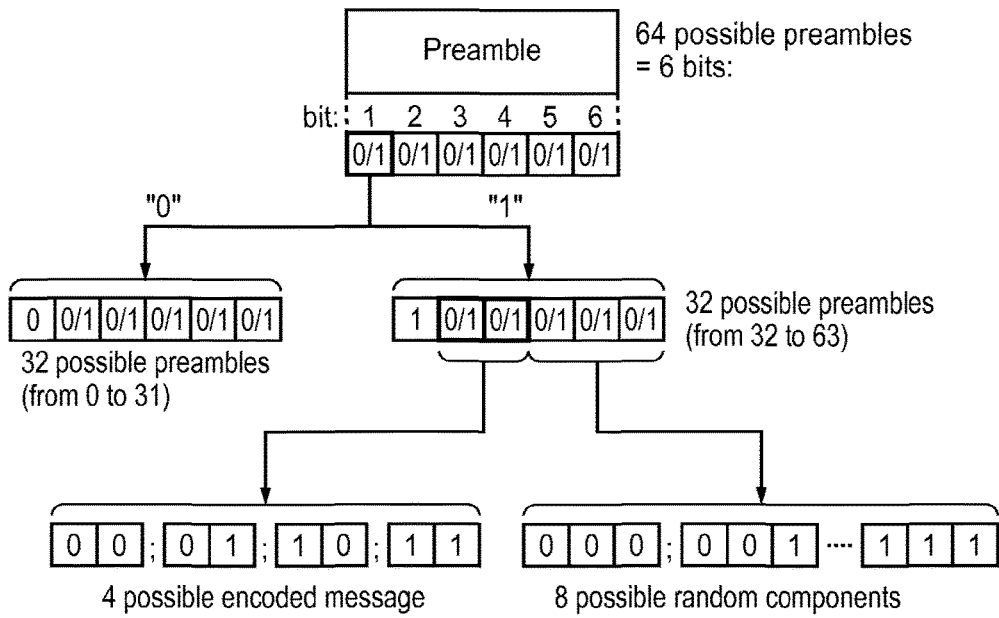 Preamble
64 possible preambles
= 6 bits:
bit: 1 2 3 4 5 6
0/1 0/1 0/1 0/1 0/1 0/1
"0" "1"
0 0/1 0/1 0/1 0/1 0/1
1 0/1 0/1 0/1 0/1 0/1
32 possible preambles
(from 32 to 63)
32 possible preambles
(from 0 to 31)
0 0 ; 0 1 ; 1 0 ; 1 1
0 0 0 ; 0 0 1 ···· 1 1 1
4 possible encoded message
8 possible random components